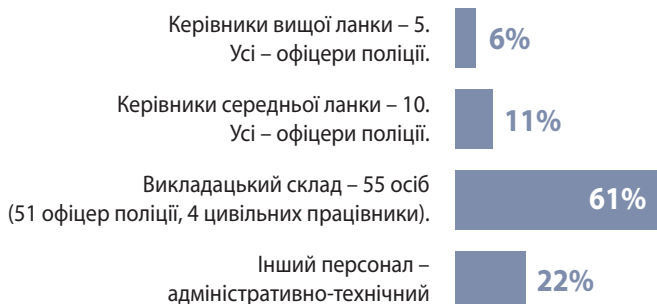 Керівники вищої ланки – 5.
Усі – офіцери поліції.
6%
Керівники середньої ланки – 10.
Усі – офіцери поліції.
11%
Викладацький склад – 55 осіб
(51 офіцер поліції, 4 цивільних працівники).
61%
Інший персонал –
адміністративно-технічний
22%